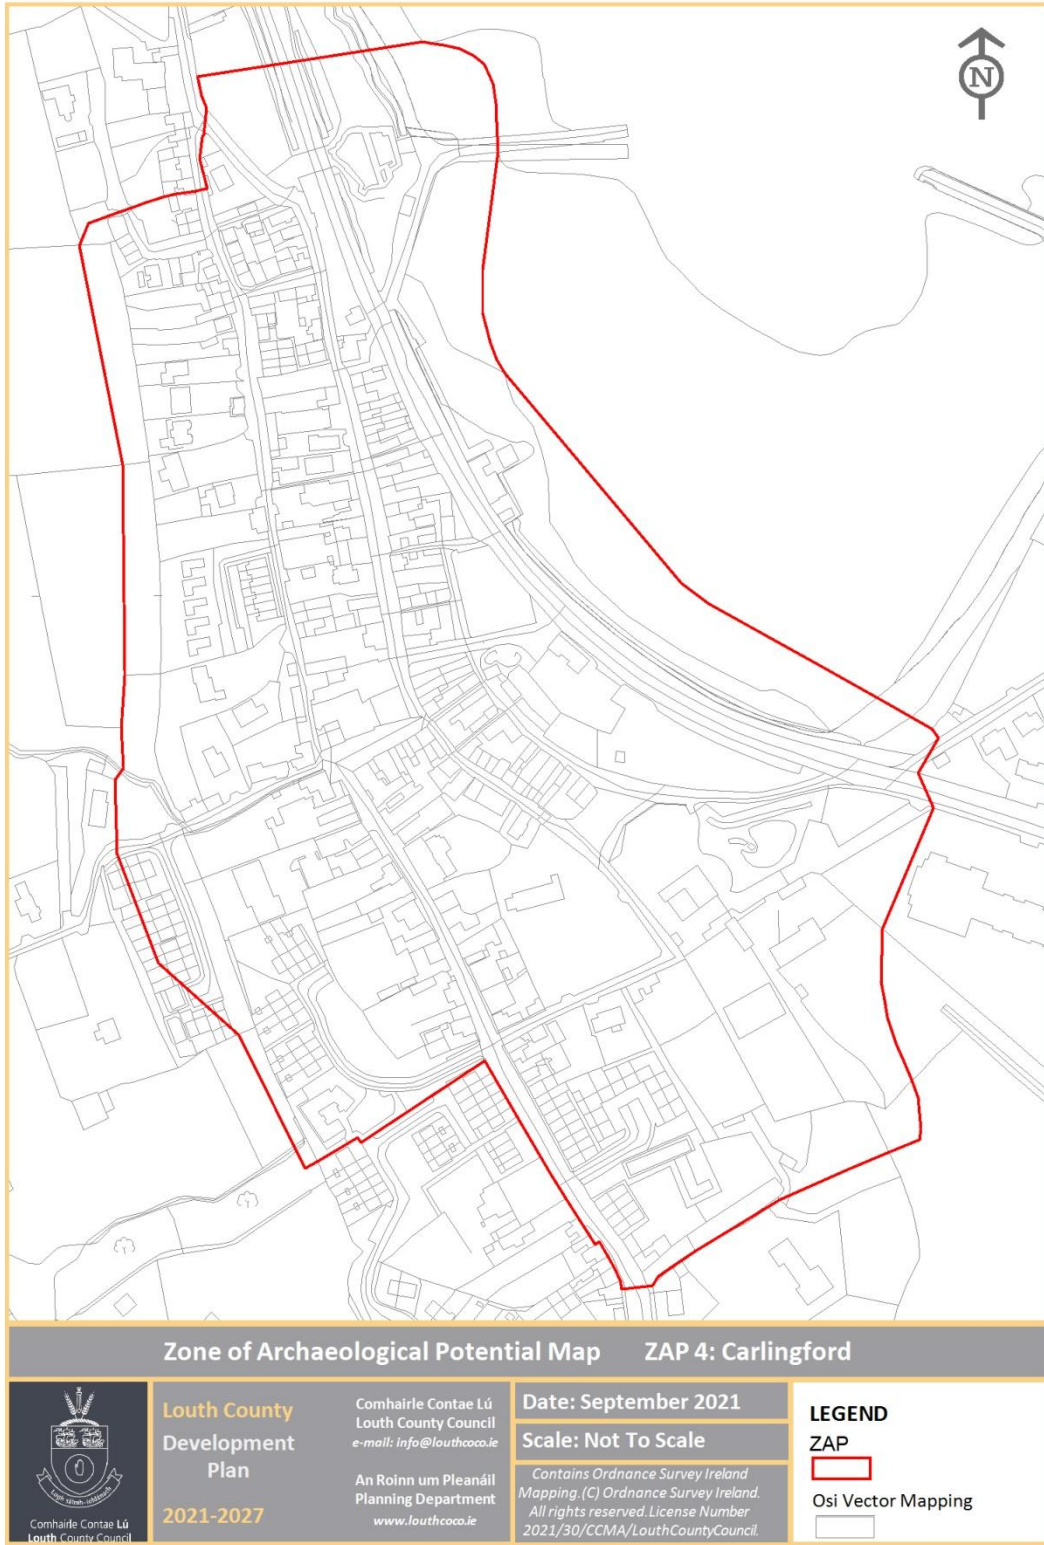 N
Zone of Archaeological Potential Map ZAP 4: Carlingford
Comhairle Contae Lú
Louth County Council
Louth County
Development
Plan
2021-2027
Comhairle Contae Lú
Louth County Council
e-mail: info@louthcoco.ie
An Roinn um Pleanáil
Planning Department
www.louthcoco.ie
Date: September 2021
Scale: Not To Scale
Contains Ordnance Survey Ireland
Mapping.(C) Ordnance Survey Ireland.
All rights reserved.License Number
2021/30/CCMA/LouthCountyCouncil.
LEGEND
ZAP
Osi Vector Mapping